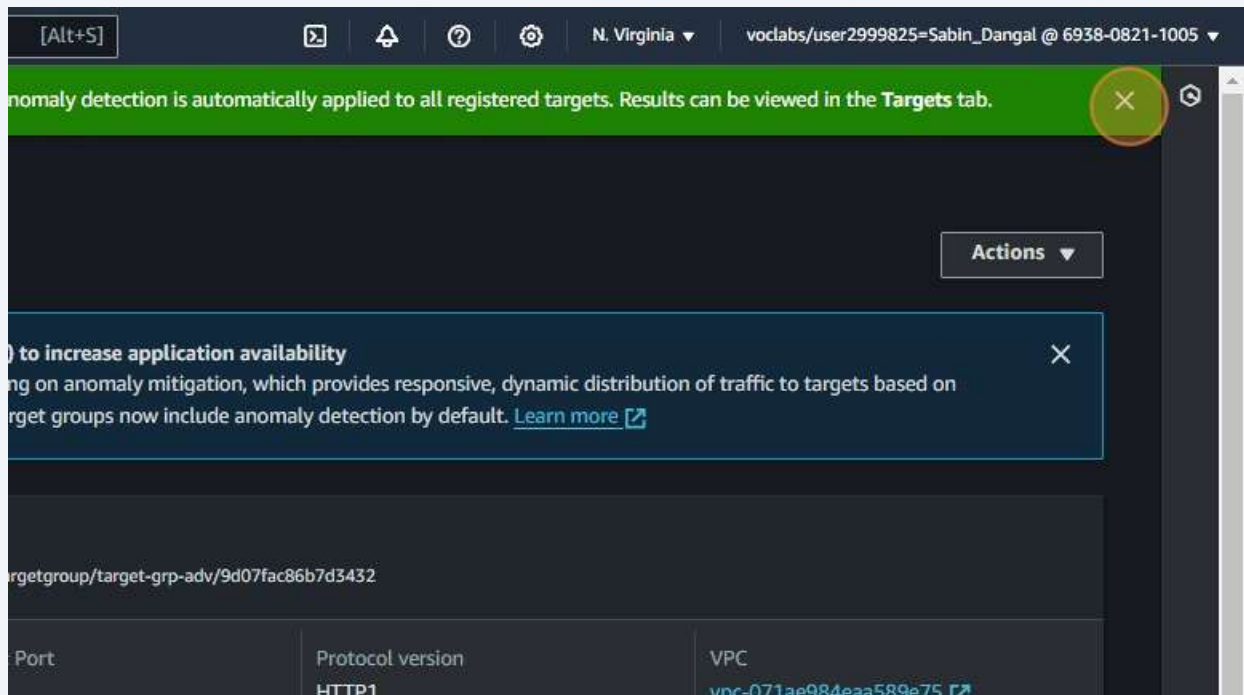 [Alt+S]
N. Virginia
voclabs/user2999825=Sabin_Dangal @ 6938-0821-1005
nomaly detection is automatically applied to all registered targets. Results can be viewed in the Targets tab.
Actions
) to increase application availability
ng on anomaly mitigation, which provides responsive, dynamic distribution of traffic to targets based on
rget groups now include anomaly detection by default. Learn more
rgetgroup/target-grp-adv/9d07fac86b7d3432
Port
Protocol version
VPC
HTTP1
vpc-071ae984eaa589e75